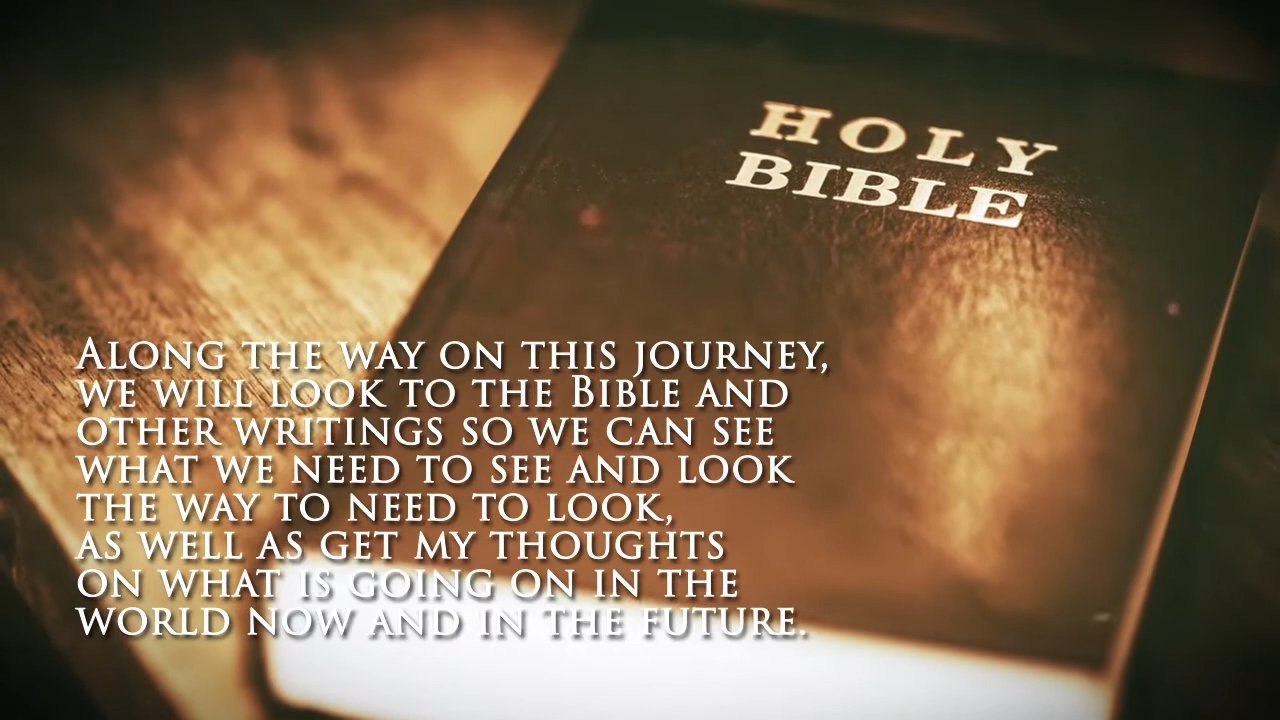 HOLY
BIBLE
Along the way on this journey,
we will look to the Bible and
other writings so we can see
what we need to see and look
the way to need to look,
as well as get my thoughts
on what is going on in the
world now and in the future.